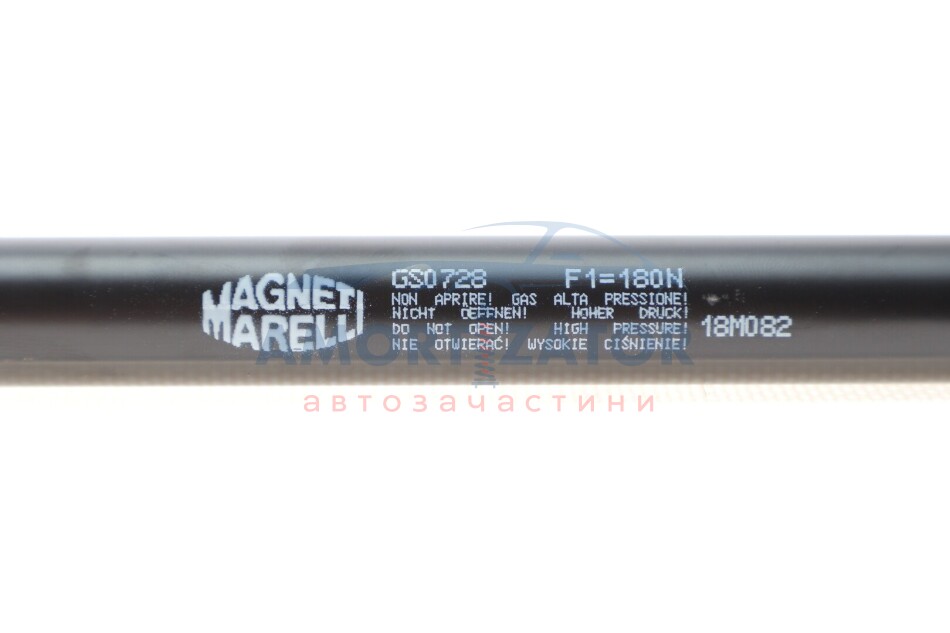 MAGNETI
MARELLI
GS0728 F1=180N
NON APRIRE! GAS ALTA PRESSIONE!
NICHT ÖEFFNEN! HOHER DRUCK!
DO NOT OPEN! HIGH PRESSURE!
NIE OTWIERAĆ! WYSOKIE CIŚNIENIE!
18M082
AMORTIZATOR
автозачастини